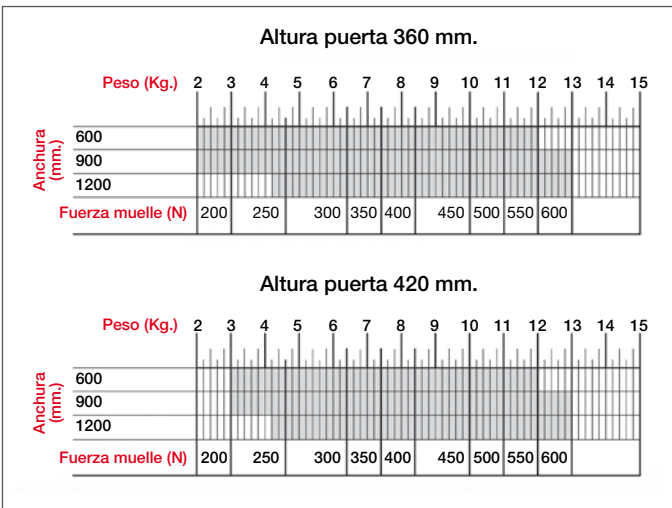 Altura puerta 360 mm.
Peso (Kg.) 2 3 4 5 6 7 8 9 10 11 12 13 14 15
Anchura (mm.)
600
900
1200
Fuerza muelle (N) 200 250 300 350 400 450 500 550 600
Altura puerta 420 mm.
Peso (Kg.) 2 3 4 5 6 7 8 9 10 11 12 13 14 15
Anchura (mm.)
600
900
1200
Fuerza muelle (N) 200 250 300 350 400 450 500 550 600